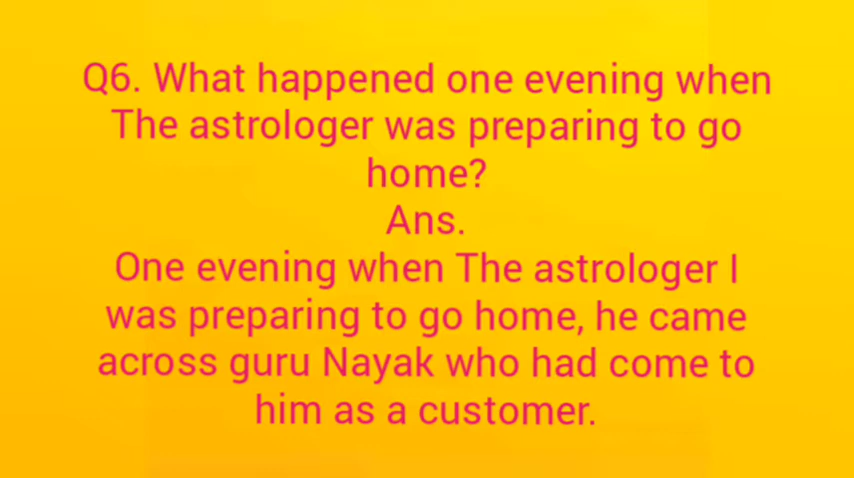 Q6. What happened one evening when
The astrologer was preparing to go
home?
Ans.
One evening when The astrologer I
was preparing to go home, he came
across guru Nayak who had come to
him as a customer.